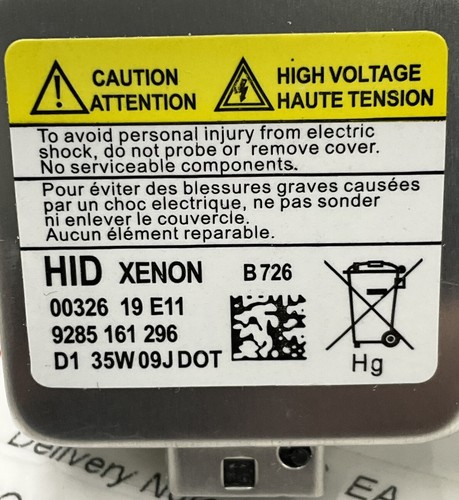 CAUTION
ATTENTION
HIGH VOLTAGE
HAUTE TENSION
To avoid personal injury from electric
shock, do not probe or remove cover.
No serviceable components.
Pour éviter des blessures graves causées
par un choc electrique, ne pas sonder
ni enlever le couvercle.
Aucun élément reparable.
HID XENON B 726
00326 19 E11
9285 161 296
D1 35W 09J DOT
Hg
Delivery
EA